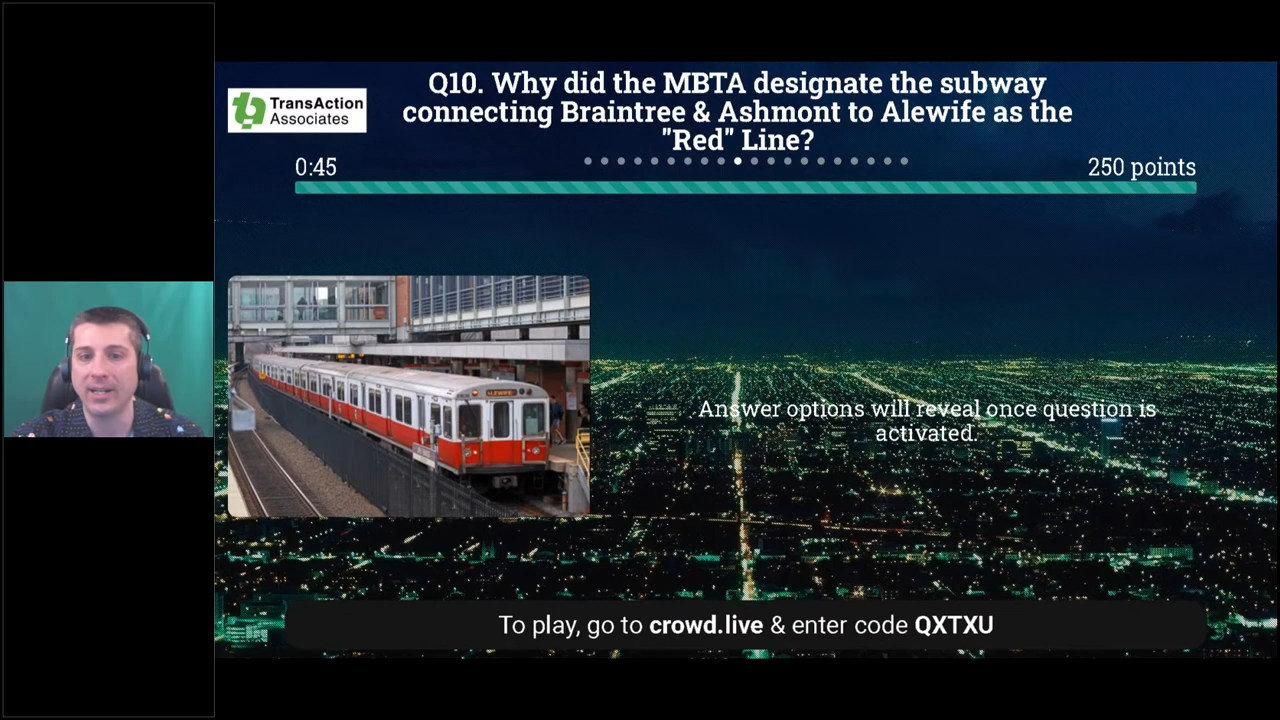 Q10. Why did the MBTA designate the subway
connecting Braintree & Ashmont to Alewife as the
"Red" Line?
TransAction
Associates
0:45
250 points
ALEWIFE
Answer options will reveal once question is
activated.
To play, go to crowd.live & enter code QXTXU